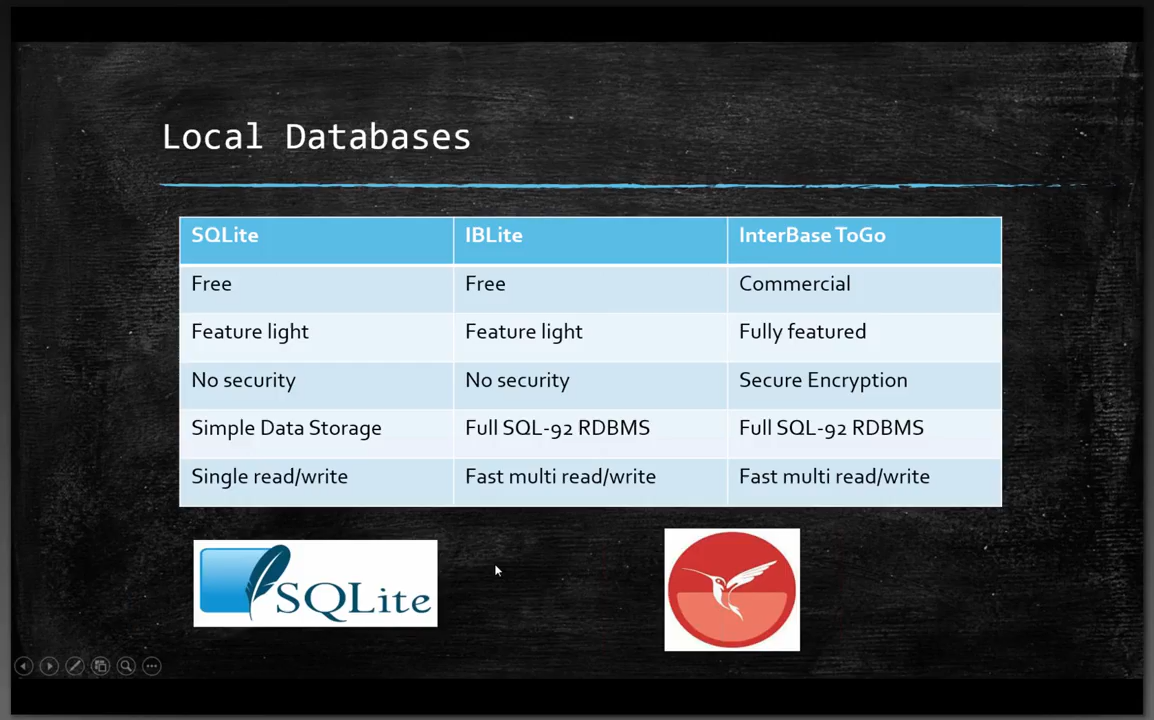 Local Databases
SQLite IBLite InterBase ToGo
Free Free Commercial
Feature light Feature light Fully featured
No security No security Secure Encryption
Simple Data Storage Full SQL-92 RDBMS Full SQL-92 RDBMS
Single read/write Fast multi read/write Fast multi read/write
SQLite